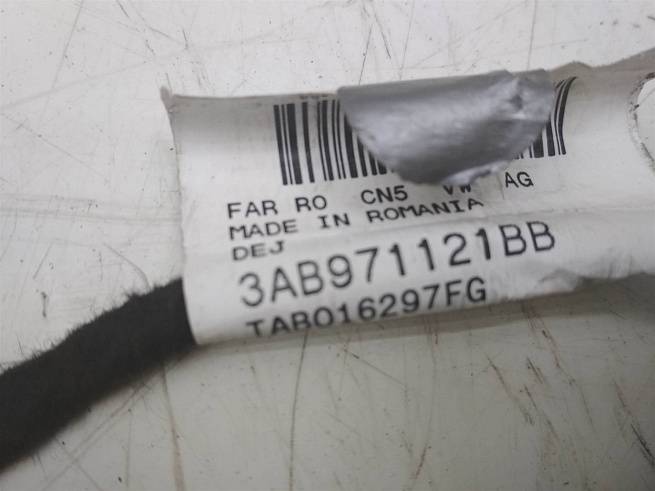 FAR RO CN5 VW AG
MADE IN ROMANIA
DEJ
3AB971121BB
TAB016297FG